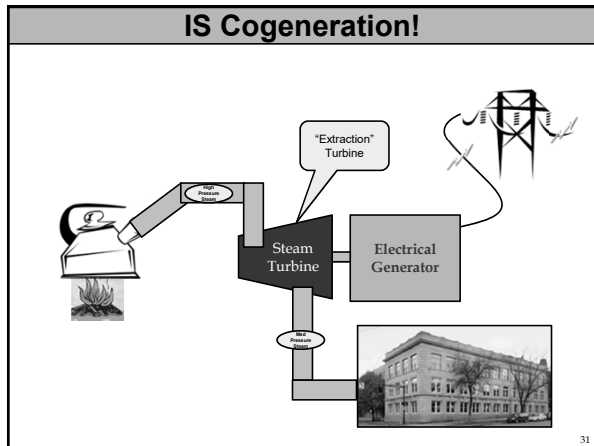 IS Cogeneration!
“Extraction”
Turbine
High
Pressure
Steam
Steam
Turbine
Electrical
Generator
Med
Pressure
Steam
31